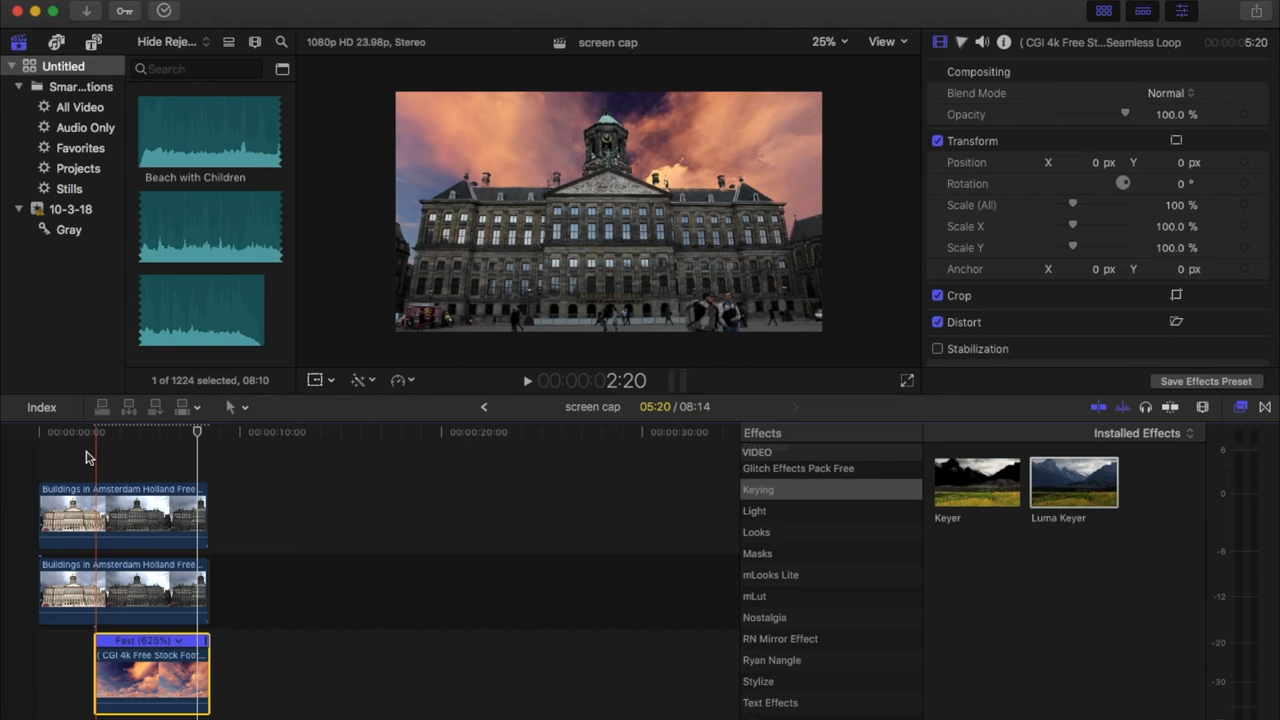 Hide Reje...
1080p HD 23.98p, Stereo
screen cap
25%
View
( CGI 4k Free St...Seamless Loop
00:00:05:20
Untitled
Search
Smar...tions
All Video
Audio Only
Favorites
Projects
Stills
10-3-18
Gray
Beach with Children
1 of 1224 selected, 08:10
00:00:02:20
Compositing
Blend Mode
Normal
Opacity
100.0 %
Transform
Position
X
0 px
Y
0 px
Rotation
0 °
Scale (All)
100 %
Scale X
100.0 %
Scale Y
100.0 %
Anchor
X
0 px
Y
0 px
Crop
Distort
Stabilization
Save Effects Preset
Index
screen cap
05:20 / 08:14
00:00:00:00
00:00:10:00
00:00:20:00
00:00:30:00
Buildings in Amsterdam Holland Free...
Buildings in Amsterdam Holland Free...
Fast (625%)
( CGI 4k Free Stock Foot...
Effects
Installed Effects
VIDEO
Glitch Effects Pack Free
Keying
Light
Looks
Masks
mLooks Lite
mLut
Nostalgia
RN Mirror Effect
Ryan Nangle
Stylize
Text Effects
Keyer
Luma Keyer
6
0
-6
-12
-20
-30